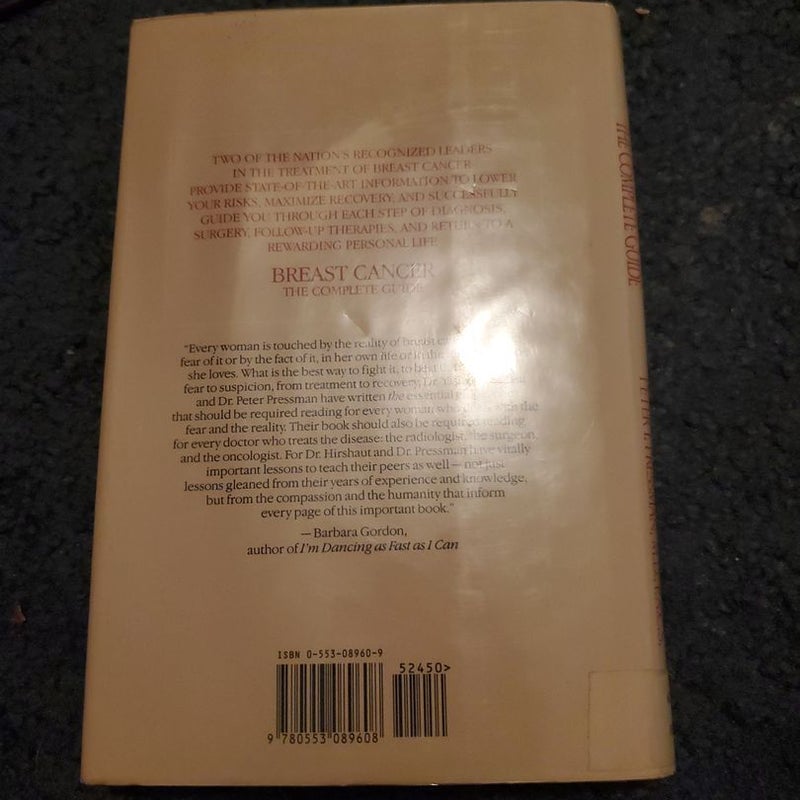 TWO OF THE NATION'S RECOGNIZED LEADERS
IN THE TREATMENT OF BREAST CANCER
PROVIDE STATE-OF-THE-ART INFORMATION TO LOWER
YOUR RISKS, MAXIMIZE RECOVERY, AND SUCCESSFULLY
GUIDE YOU THROUGH EACH STEP OF DIAGNOSIS,
SURGERY, FOLLOW-UP THERAPIES, AND RETURN TO A
REWARDING PERSONAL LIFE
BREAST CANCER
THE COMPLETE GUIDE
"Every woman is touched by the reality of breast
fear of it or by the fact of it, in her own life or in the
she loves. What is the best way to fight it, to
fear to suspicion, from treatment to recovery, Dr.
and Dr. Peter Pressman have written the essential
that should be required reading for every woman with the
fear and the reality. Their book should also be required reading
for every doctor who treats the disease: the radiologist, the surgeon,
and the oncologist. For Dr. Hirshaut and Dr. Pressman have vitally
important lessons to teach their peers as well — not just
lessons gleaned from their years of experience and knowledge,
but from the compassion and the humanity that inform
every page of this important book."
— Barbara Gordon,
author of I'm Dancing as Fast as I Can
ISBN 0-553-08960-9
52450>
9 780553 089608
THE COMPLETE GUIDE